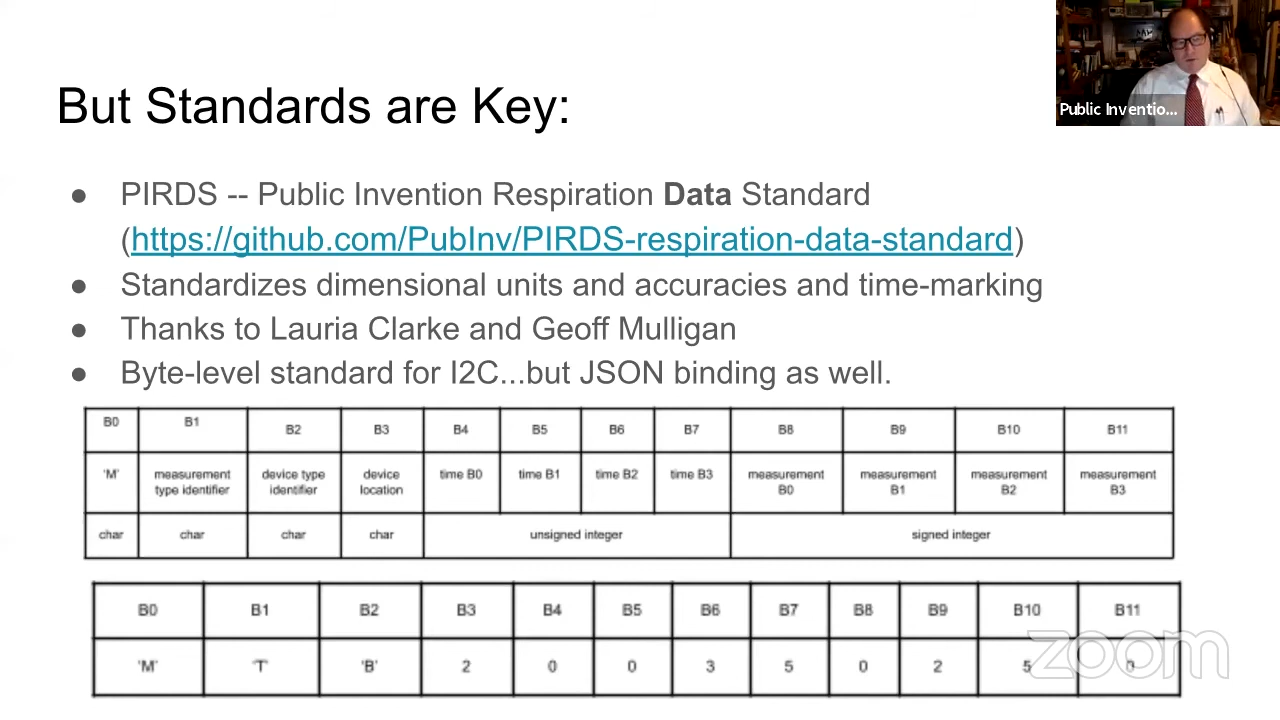 But Standards are Key:
Public Inventio...
● PIRDS -- Public Invention Respiration Data Standard
(https://github.com/PubInv/PIRDS-respiration-data-standard)
● Standardizes dimensional units and accuracies and time-marking
● Thanks to Lauria Clarke and Geoff Mulligan
● Byte-level standard for I2C...but JSON binding as well.
B0 B1 B2 B3 B4 B5 B6 B7 B8 B9 B10 B11
'M' measurement device type device time B0 time B1 time B2 time B3 measurement measurement measurement measurement
type identifier identifier location B0 B1 B2 B3
char char char char unsigned integer signed integer
B0 B1 B2 B3 B4 B5 B6 B7 B8 B9 B10 B11
'M' 'T' 'B' 2 0 0 3 5 0 2 5 0
zoom